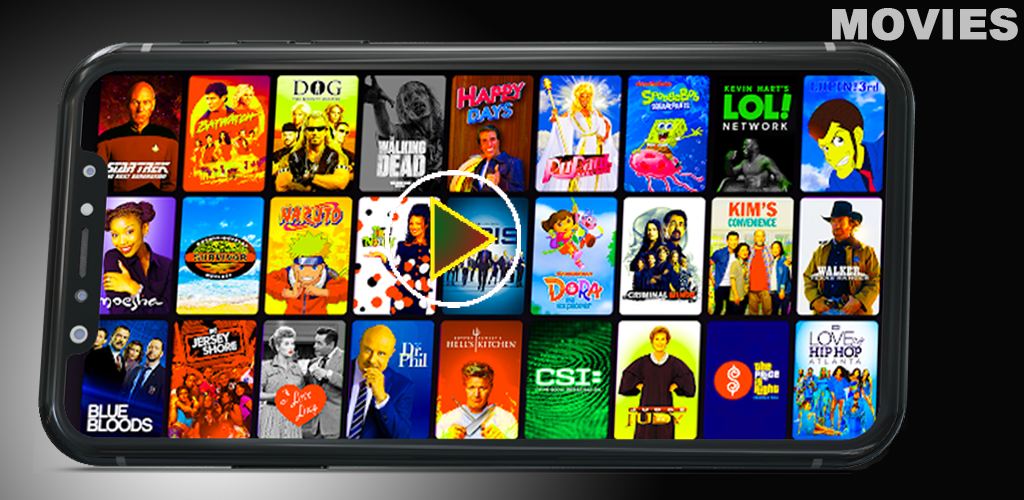 MOVIES
STAR TREK
THE NEXT GENERATION
BAYWATCH
DOG
THE BOUNTY HUNTER
THE
WALKING
DEAD
HAPPY
DAYS
RUPAUL
SPONGEBOB
SQUAREPANTS
KEVIN HART'S
LOL!
NETWORK
LUPIN THE 3rd
moesha
SURVIVOR
NARUTO
IS
DORA
the explorer
CRIMINAL MINDS
KIM'S
CONVENIENCE
WALKER
TEXAS RANGER
BLUE
BLOODS
JERSEY
SHORE
I Love
Lucy
Dr.
Phil
HELL'S KITCHEN
CSI:
JUDGE
JUDY
the
PRICE
is
Right
LOVE
HIP HOP
ATLANTA